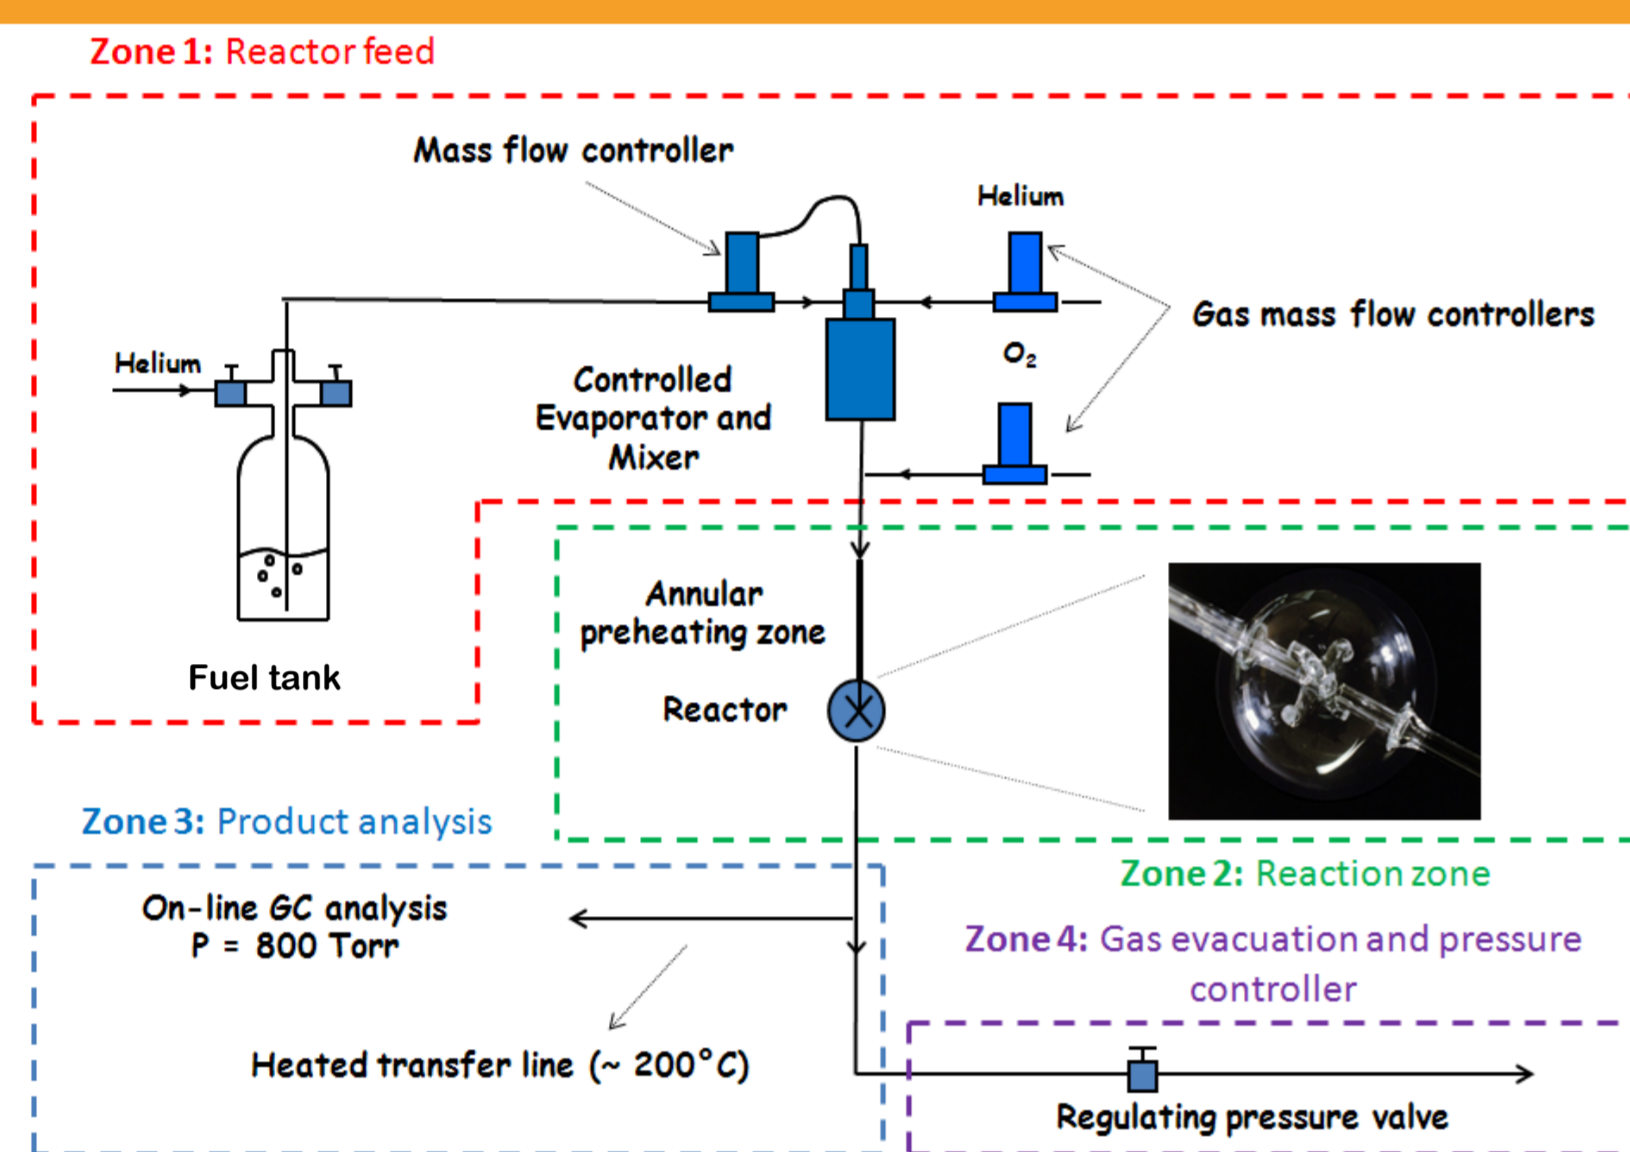 Zone 1: Reactor feed
Mass flow controller
Helium
Gas mass flow controllers
O₂
Helium
Controlled
Evaporator and
Mixer
Fuel tank
Annular
preheating zone
Reactor
Zone 3: Product analysis
Zone 2: Reaction zone
On-line GC analysis
P = 800 Torr
Zone 4: Gas evacuation and pressure
controller
Heated transfer line (~ 200°C)
Regulating pressure valve